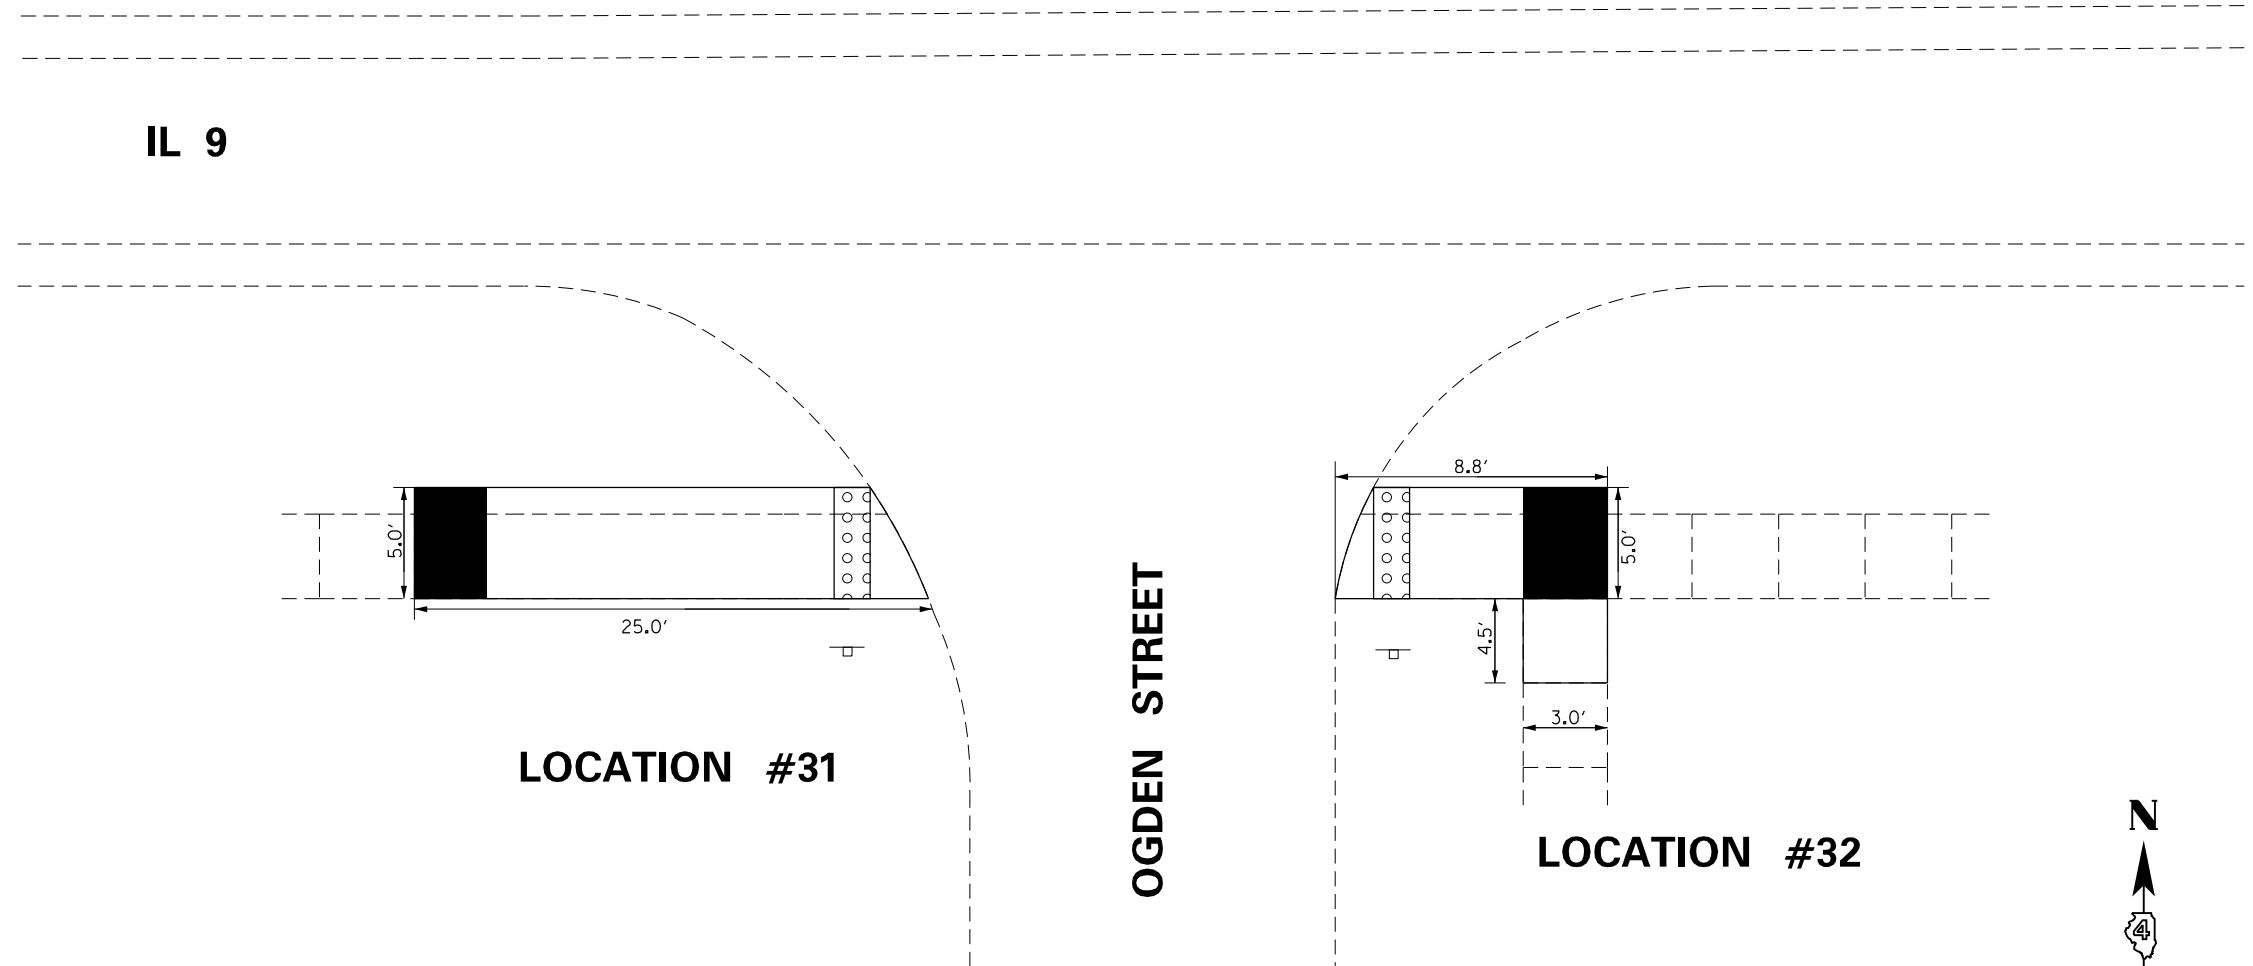 IL 9
8.8′
5.0′
5.0′
25.0′
4.5′
3.0′
OGDEN STREET
LOCATION #31
LOCATION #32
N
4